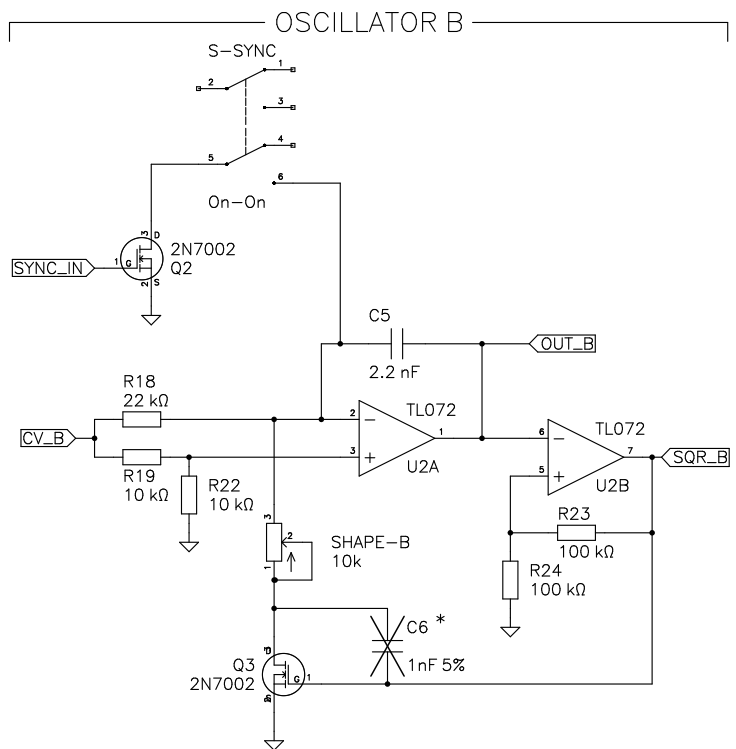 OSCILLATOR B
S-SYNC
1
2
3
4
5
6
On-On
3 D
2N7002
SYNC_IN
1 G
Q2
2 S
C5
OUT_B
2.2 nF
R18
22 kΩ
TL072
TL072
2
1
6
7
CV_B
3
SQR_B
R19
10 kΩ
R22
10 kΩ
U2A
5
U2B
R23
100 kΩ
3
2
SHAPE-B
10k
1
R24
100 kΩ
C6 *
1nF 5%
Q3
2N7002
G 1